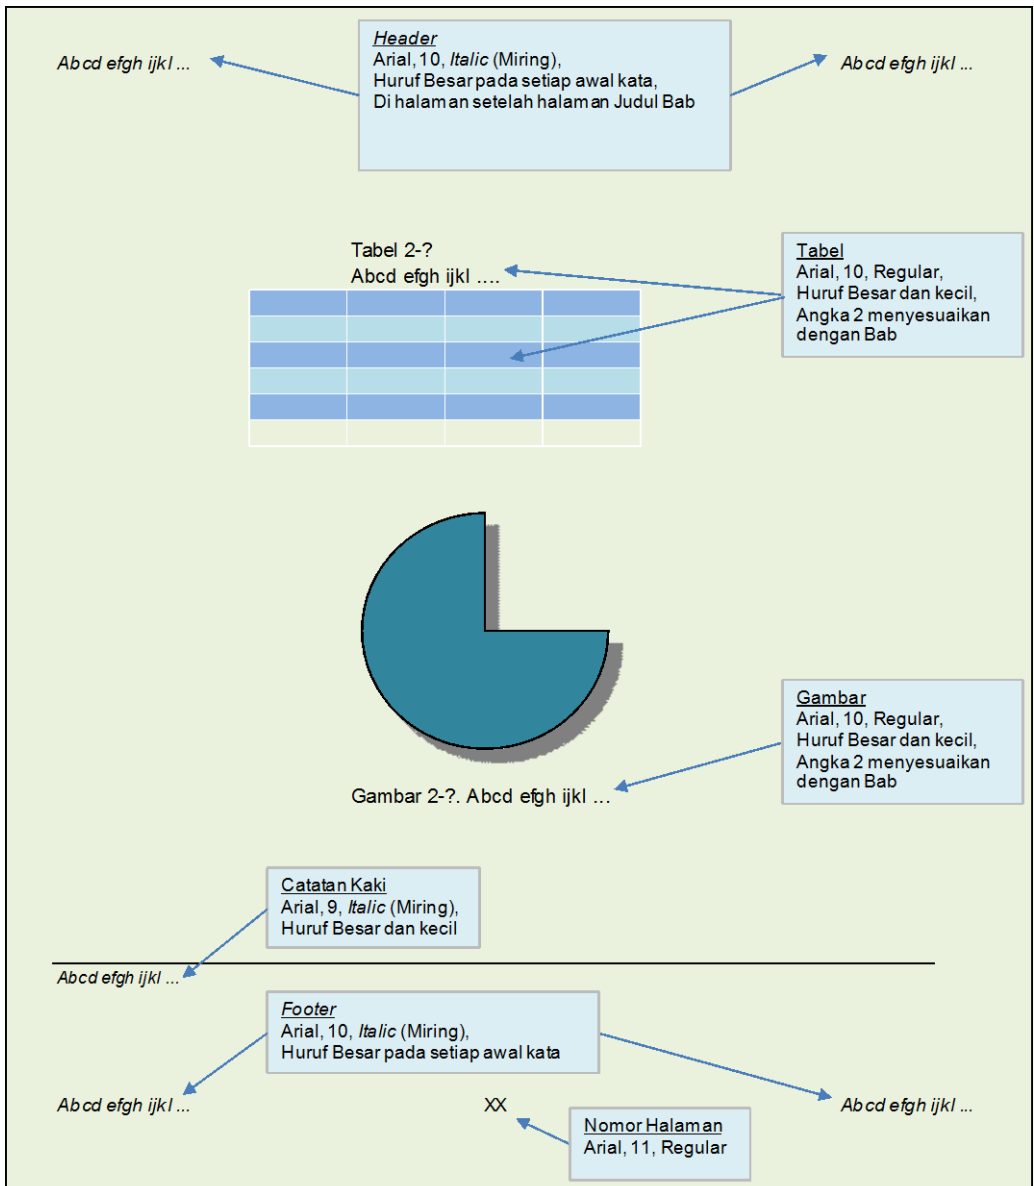 Header
Arial, 10, Italic (Miring),
Huruf Besar pada setiap awal kata,
Di halaman setelah halaman Judul Bab
Abcd efgh ijkl ...
Abcd efgh ijkl ...
Tabel 2-?
Abcd efgh ijkl ....
Tabel
Arial, 10, Regular,
Huruf Besar dan kecil,
Angka 2 menyesuaikan
dengan Bab
Gambar
Arial, 10, Regular,
Huruf Besar dan kecil,
Angka 2 menyesuaikan
dengan Bab
Gambar 2-?. Abcd efgh ijkl ...
Catatan Kaki
Arial, 9, Italic (Miring),
Huruf Besar dan kecil
Abcd efgh ijkl ...
Footer
Arial, 10, Italic (Miring),
Huruf Besar pada setiap awal kata
Abcd efgh ijkl ...
XX
Abcd efgh ijkl ...
Nomor Halaman
Arial, 11, Regular